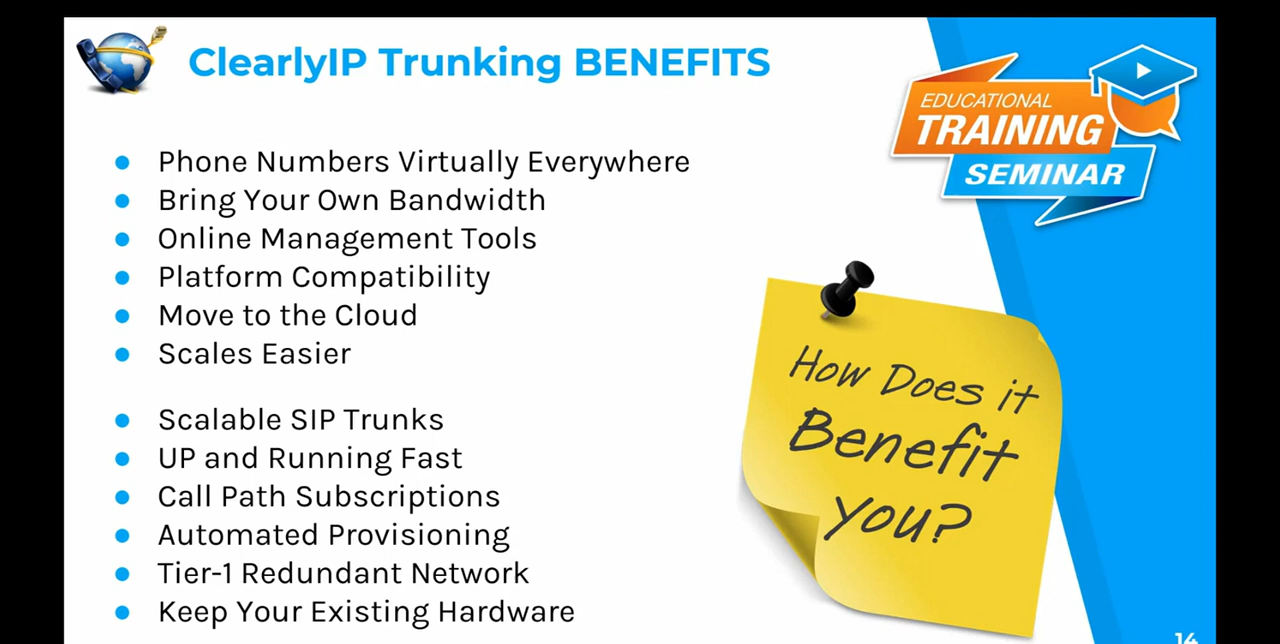 ClearlyIP Trunking BENEFITS
EDUCATIONAL
TRAINING
SEMINAR
Phone Numbers Virtually Everywhere
Bring Your Own Bandwidth
Online Management Tools
Platform Compatibility
Move to the Cloud
Scales Easier
Scalable SIP Trunks
UP and Running Fast
Call Path Subscriptions
Automated Provisioning
Tier-1 Redundant Network
Keep Your Existing Hardware
How Does it
Benefit
you?
14